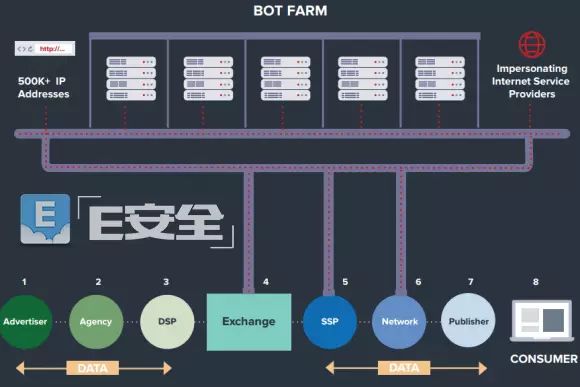 BOT FARM
http://...
500K+ IP
Addresses
Impersonating
Internet Service
Providers
E
「E安全」
1 2 3 4 5 6 7 8
Advertiser Agency DSP Exchange SSP Network Publisher
CONSUMER
DATA DATA